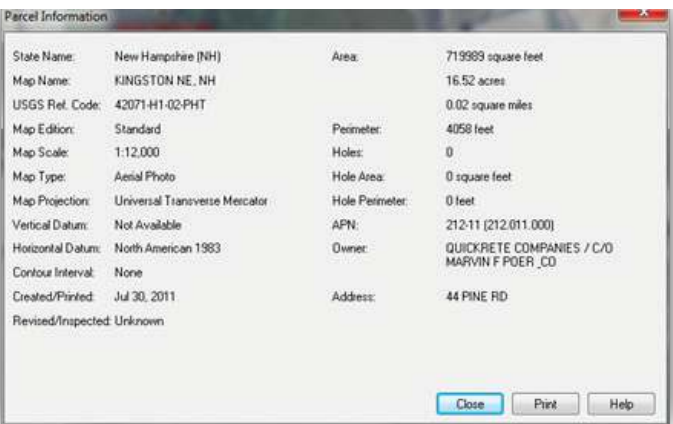 Parcel Information
State Name: New Hampshire (NH) Area: 719989 square feet
Map Name: KINGSTON NE, NH 16.52 acres
USGS Ref. Code: 42071-H1-02-PHT 0.02 square miles
Map Edition: Standard Perimeter: 4058 feet
Map Scale: 1:12,000 Holes: 0
Map Type: Aerial Photo Hole Area: 0 square feet
Map Projection: Universal Transverse Mercator Hole Perimeter: 0 feet
Vertical Datum: Not Available APN: 212-11 (212.011.000)
Horizontal Datum: North American 1983 Owner: QUICKRETE COMPANIES / C/O
MARVIN F POER _CO
Contour Interval: None
Created/Printed: Jul 30, 2011 Address: 44 PINE RD
Revised/Inspected: Unknown
Close Print Help